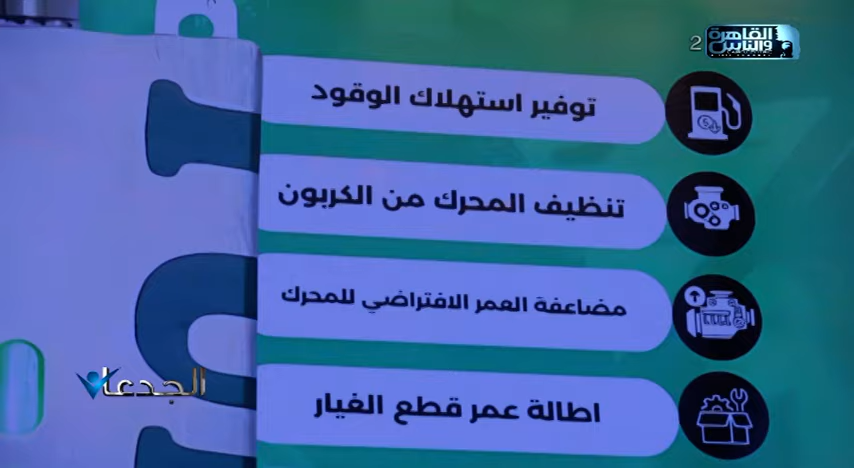 القاهرة
والناس
2
توفير استهلاك الوقود
تنظيف المحرك من الكربون
مضاعفة العمر الافتراضي للمحرك
اطالة عمر قطع الغيار
الجدعان